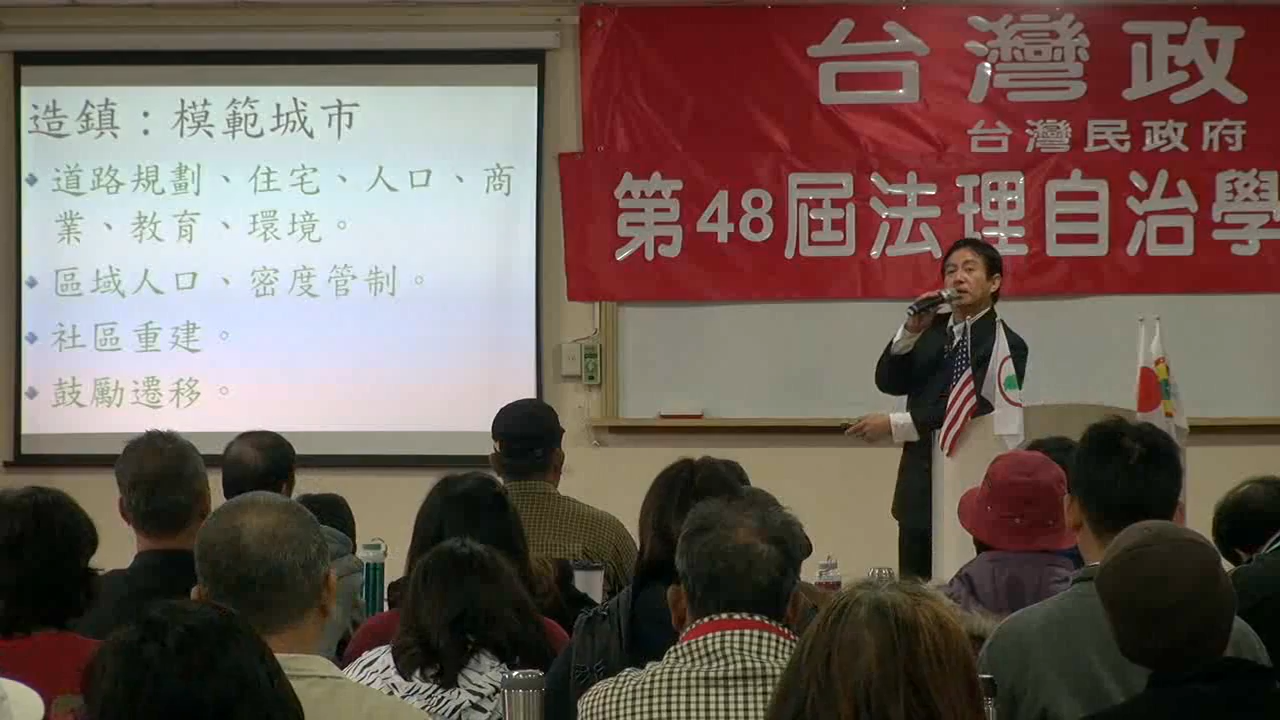 造鎮：模範城市
道路規劃、住宅、人口、商
業、教育、環境。
區域人口、密度管制。
社區重建。
鼓勵遷移。
台灣政
台灣民政府
第48屆法理自治學